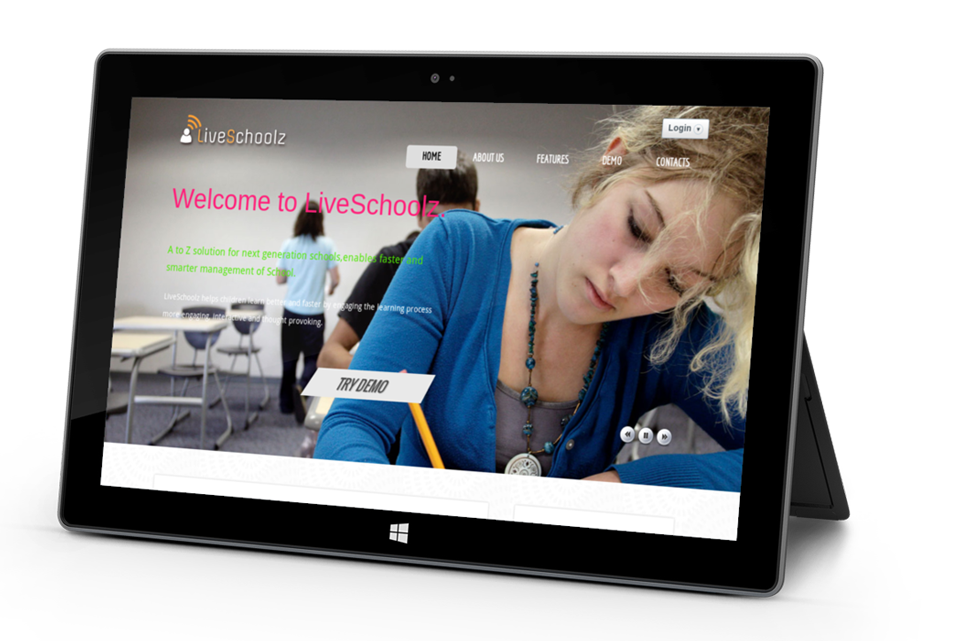 LiveSchoolz
Login
HOME
ABOUT US
FEATURES
DEMO
CONTACTS
Welcome to LiveSchoolz.
A to Z solution for next generation schools,enables faster and
smarter management of School.
LiveSchoolz helps children learn better and faster by engaging the learning process
more engaging, interactive and thought provoking.
TRY DEMO